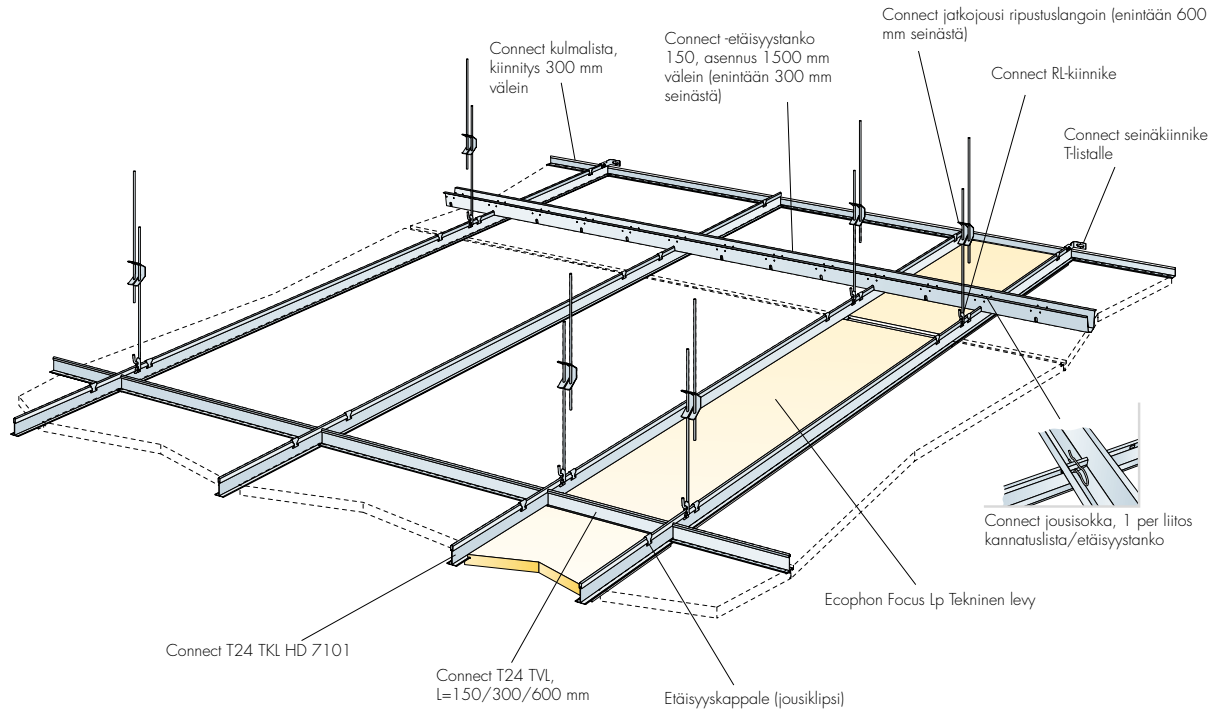 Connect jatkojousi ripustuslangoin (enintään 600
mm seinästä)
Connect kulmalista,
kiinnitys 300 mm
välein
Connect -etäisyystanko
150, asennus 1500 mm
välein (enintään 300 mm
seinästä)
Connect RL-kiinnike
Connect seinäkiinnike
T-listalle
Connect jousisokka, 1 per liitos
kannatuslista/etäisyystanko
Ecophon Focus Lp Tekninen levy
Connect T24 TKL HD 7101
Connect T24 TVL,
L=150/300/600 mm
Etäisyyskappale (jousiklipsi)